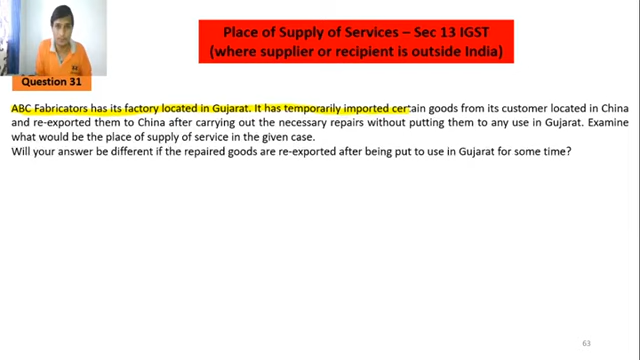 Place of Supply of Services – Sec 13 IGST
(where supplier or recipient is outside India)
Question 31
ABC Fabricators has its factory located in Gujarat. It has temporarily imported certain goods from its customer located in China
and re-exported them to China after carrying out the necessary repairs without putting them to any use in Gujarat. Examine
what would be the place of supply of service in the given case.
Will your answer be different if the repaired goods are re-exported after being put to use in Gujarat for some time?
63